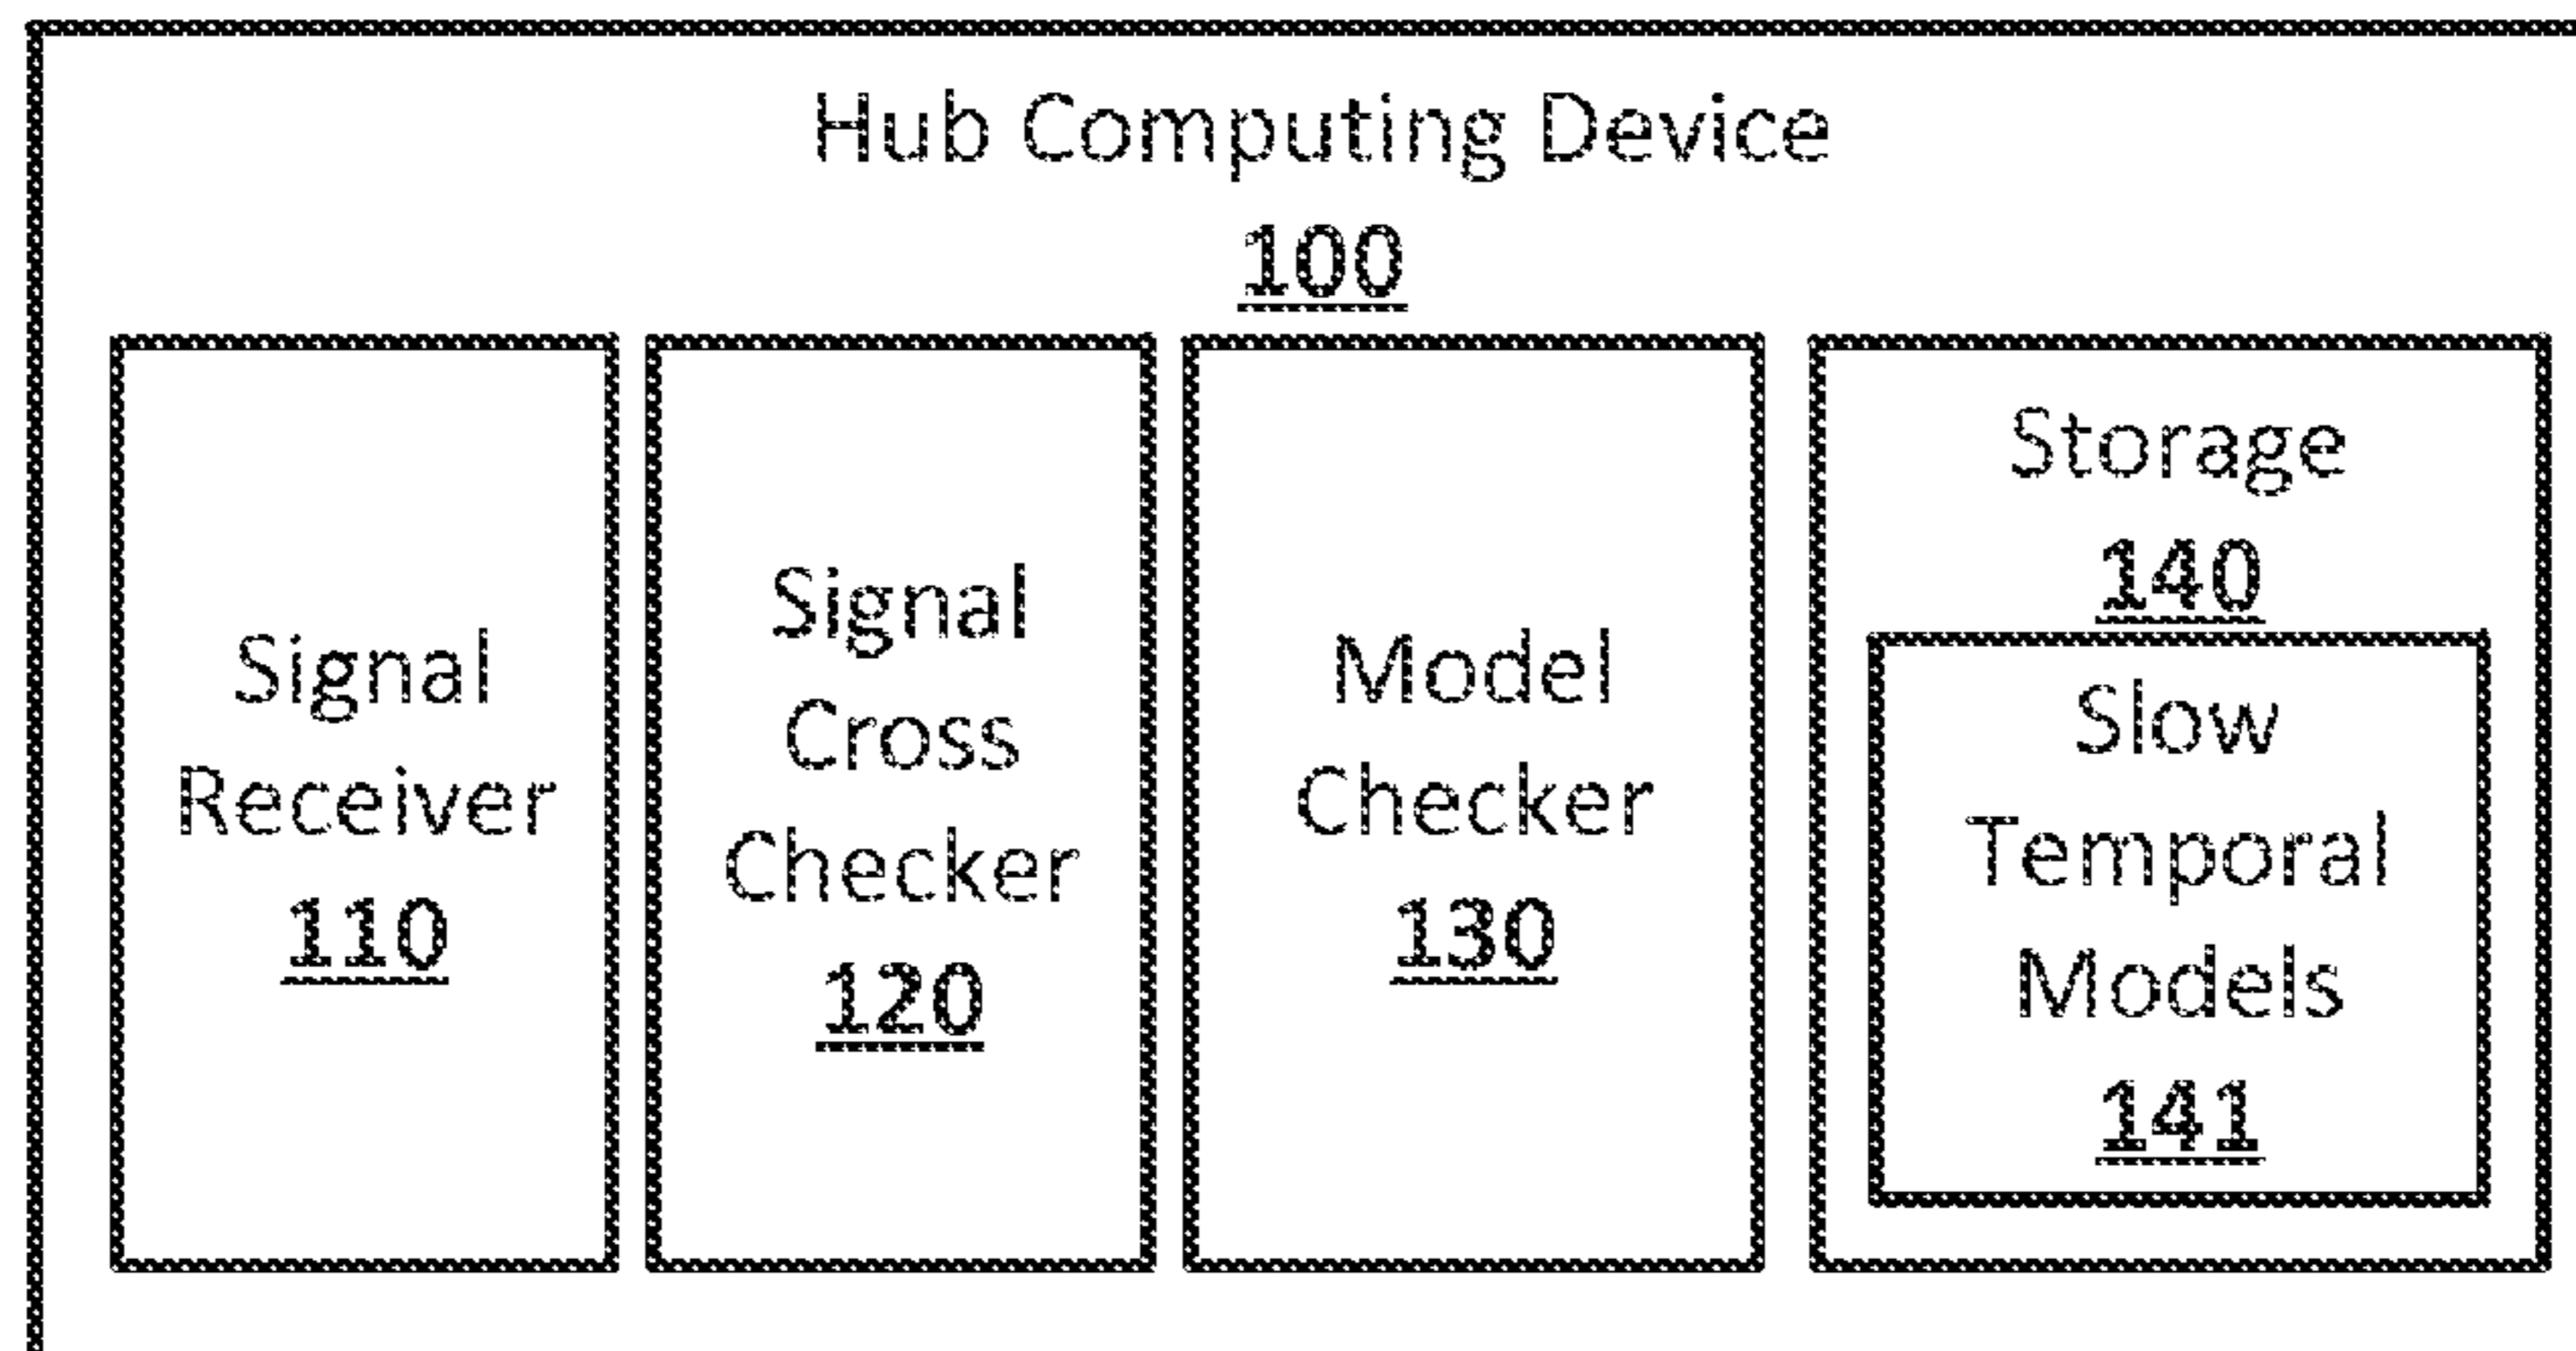 Hub Computing Device
100
Signal
Receiver
110
Signal
Cross
Checker
120
Model
Checker
130
Storage
140
Slow
Temporal
Models
141